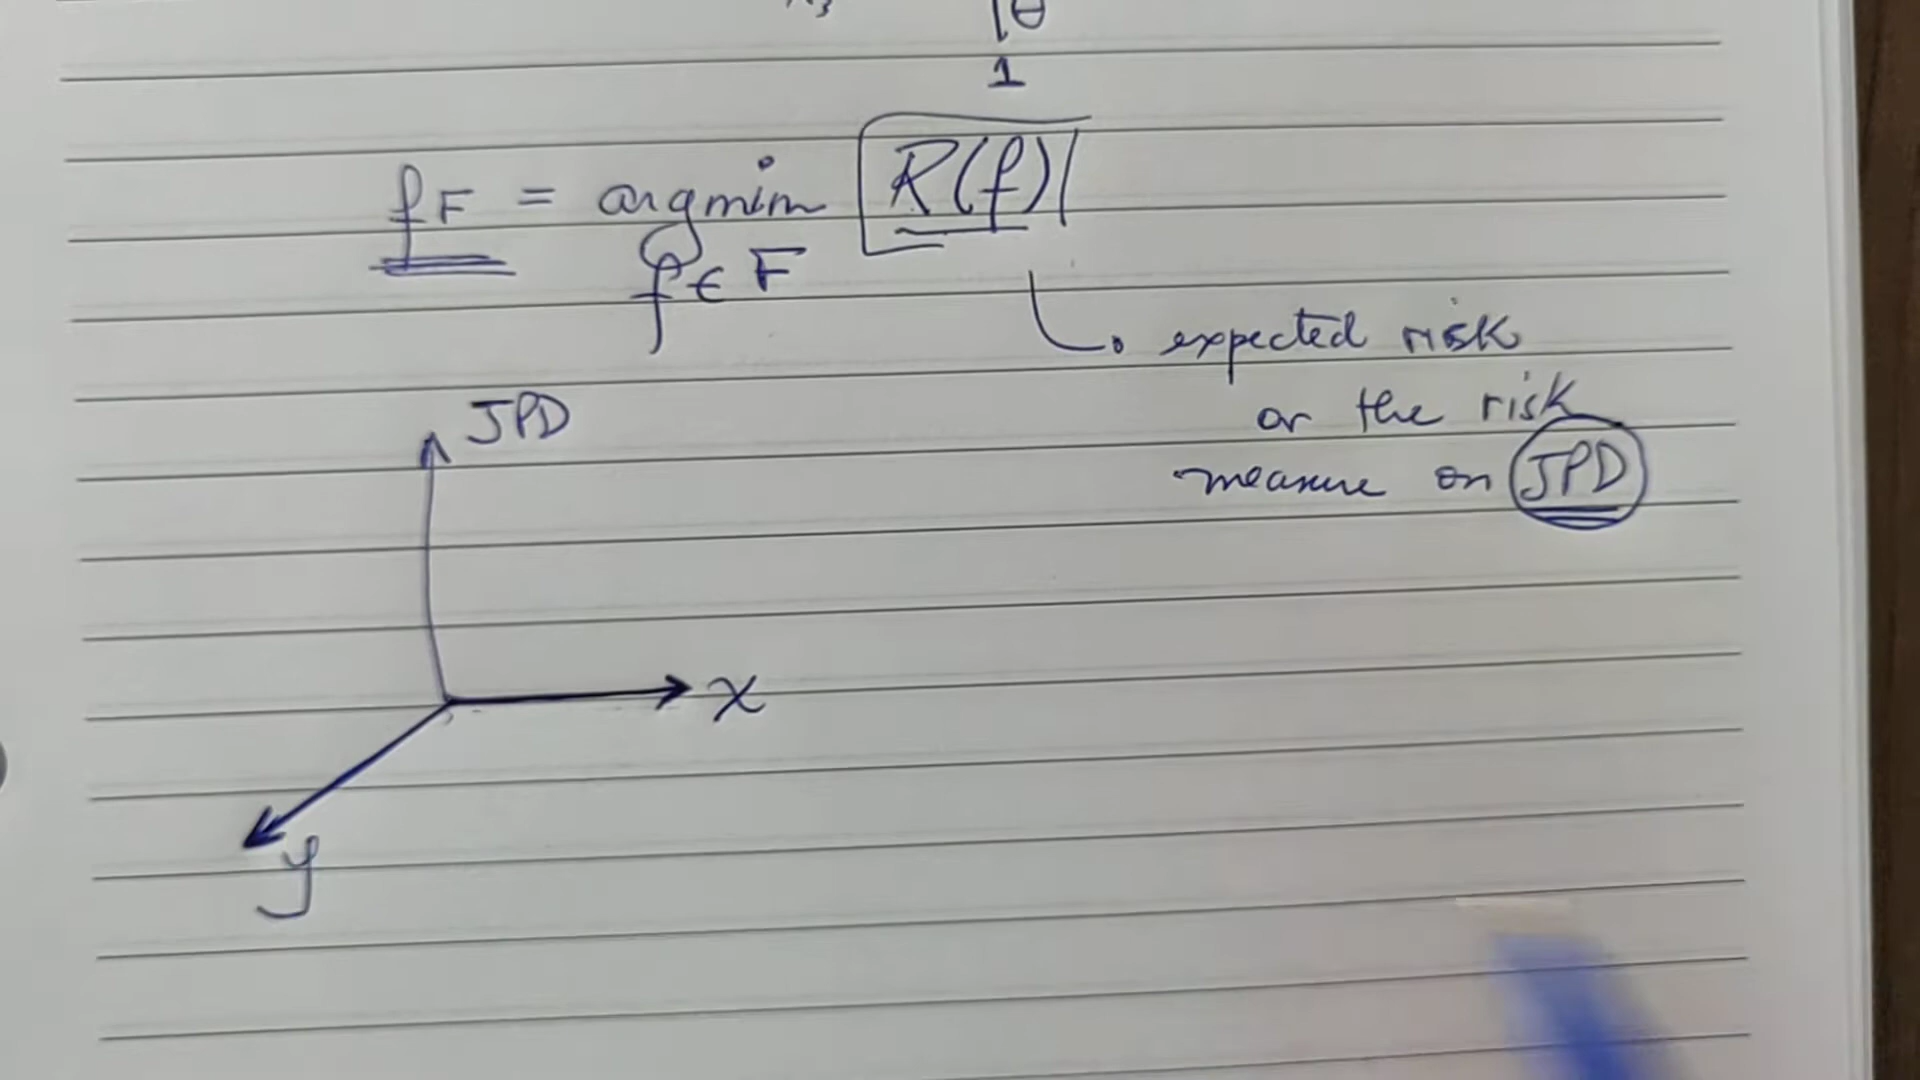 θ
1
f_F = argmin R(f)
f ∈ F
expected risk
or the risk
measure on JPD
JPD
x
y